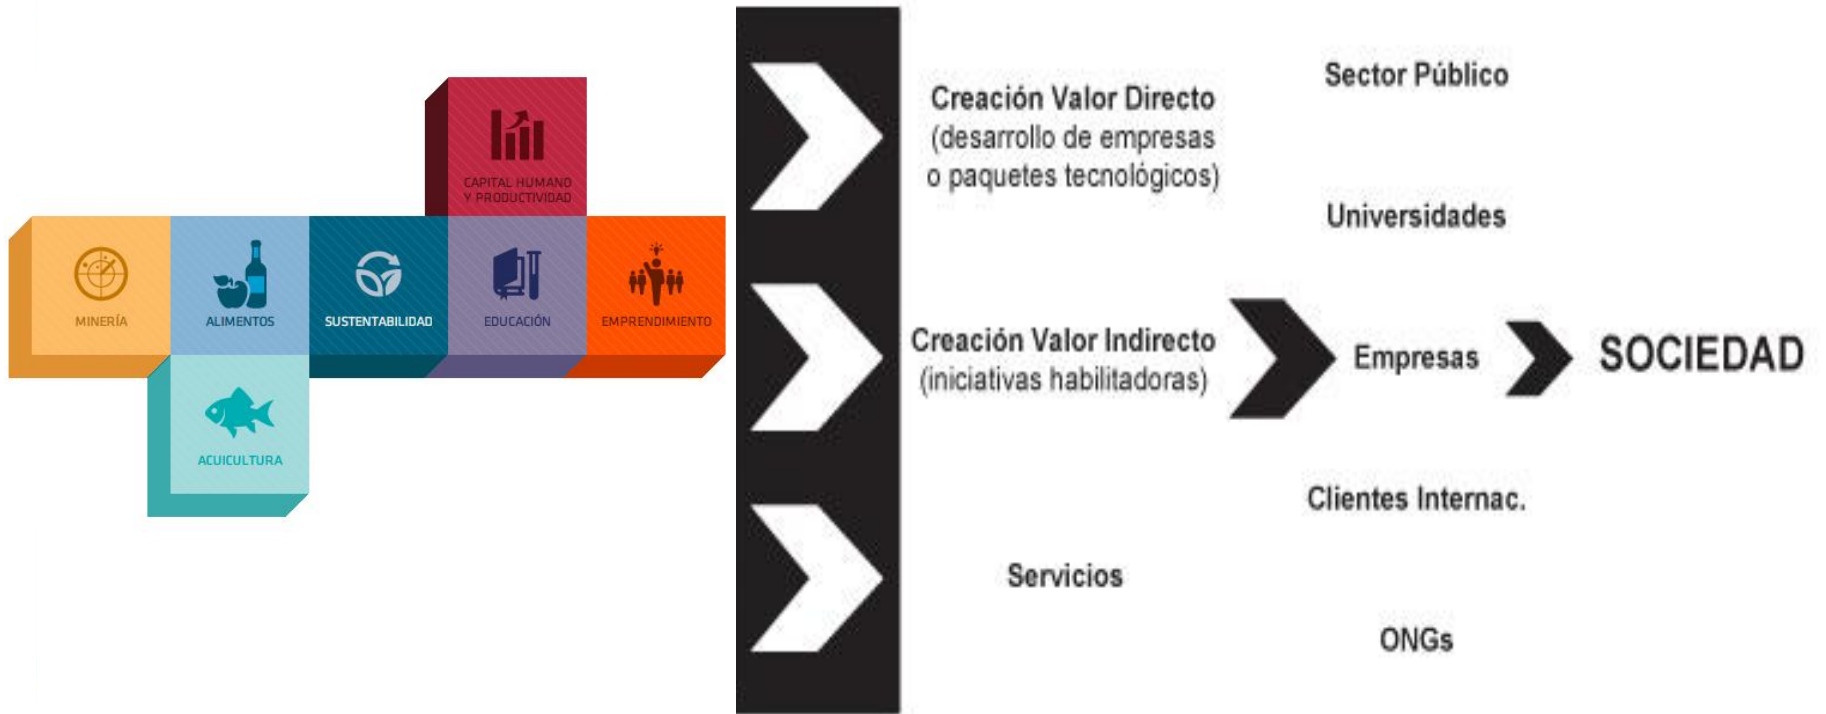 CAPITAL HUMANO
Y PRODUCTIVIDAD
MINERÍA
ALIMENTOS
SUSTENTABILIDAD
EDUCACIÓN
EMPRENDIMIENTO
ACUICULTURA
Creación Valor Directo
(desarrollo de empresas
o paquetes tecnológicos)
Creación Valor Indirecto
(iniciativas habilitadoras)
Servicios
Sector Público
Universidades
Empresas
Clientes Internac.
ONGs
SOCIEDAD